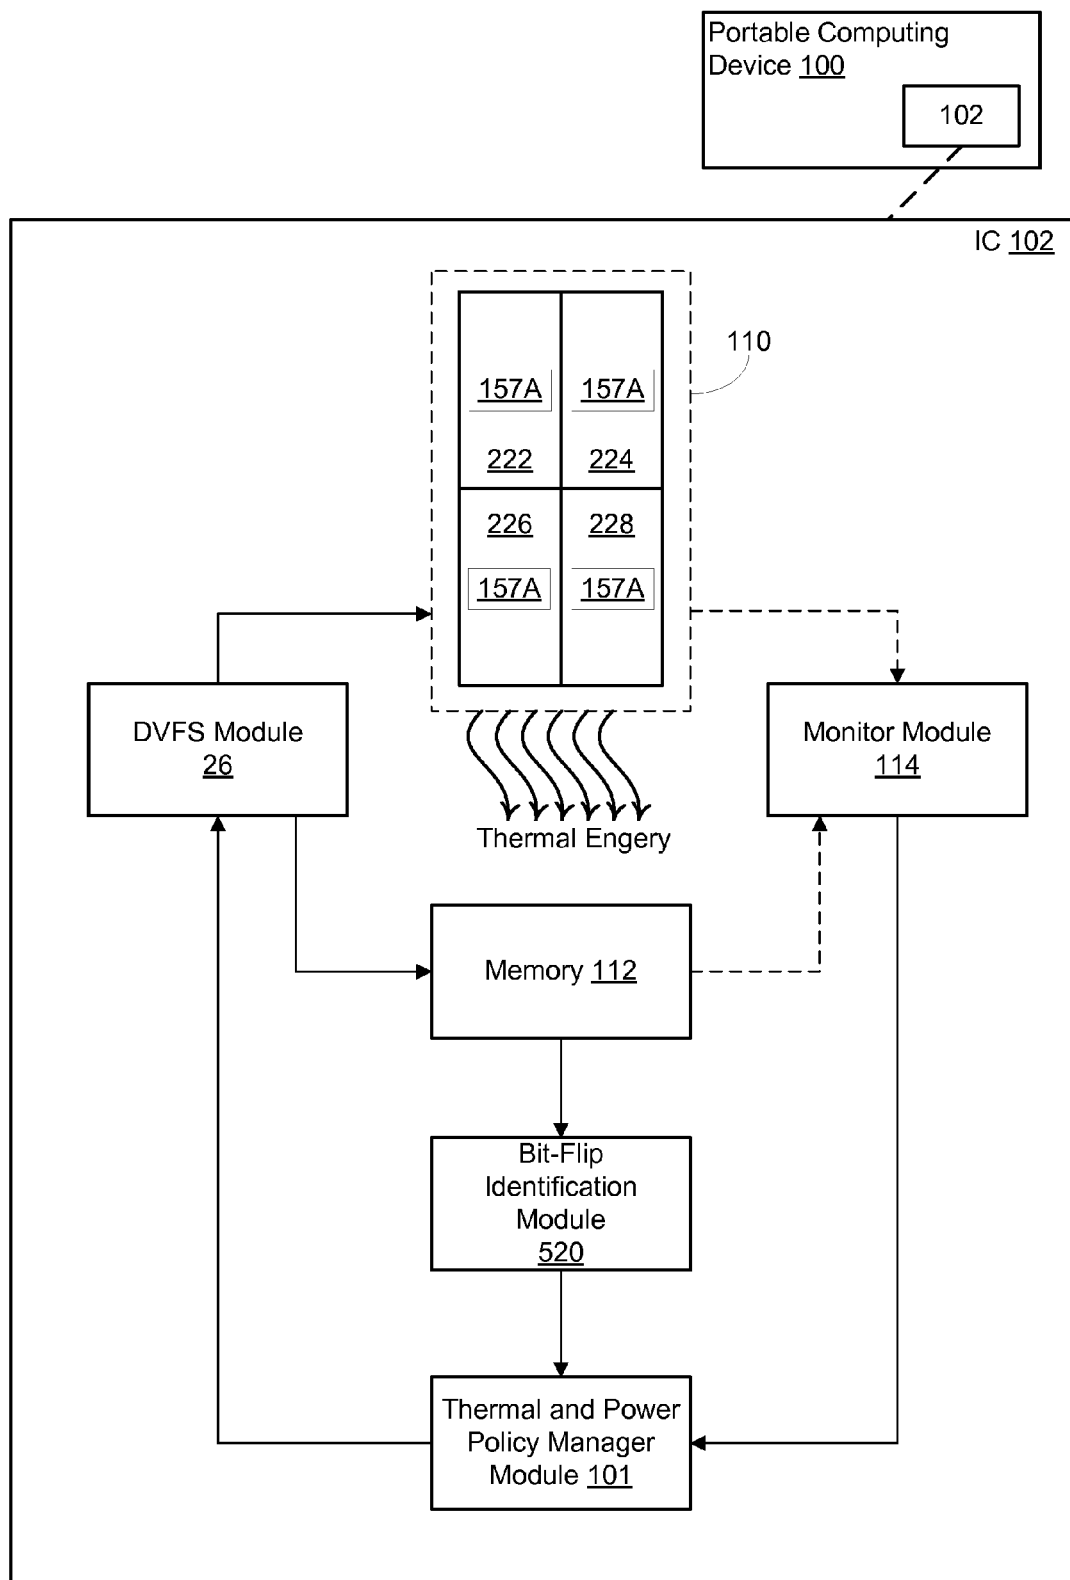 Portable Computing
Device 100
102
IC 102
110
157A 157A
222 224
226 228
157A 157A
DVFS Module
26
Monitor Module
114
Thermal Engery
Memory 112
Bit-Flip
Identification
Module
520
Thermal and Power
Policy Manager
Module 101